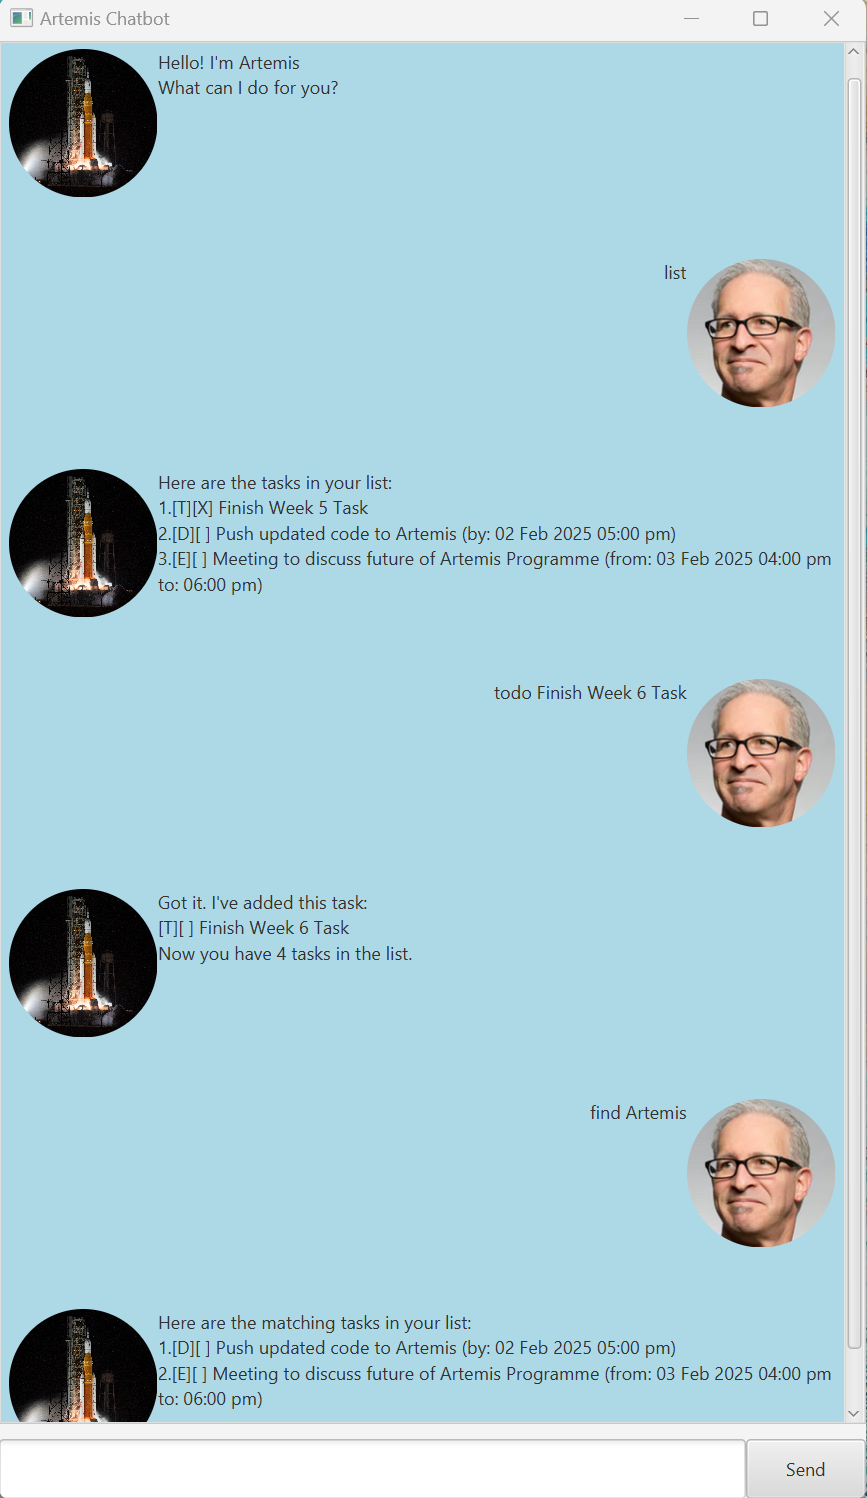 Artemis Chatbot
Hello! I'm Artemis
What can I do for you?
list
Here are the tasks in your list:
1.[T][X] Finish Week 5 Task
2.[D][ ] Push updated code to Artemis (by: 02 Feb 2025 05:00 pm)
3.[E][ ] Meeting to discuss future of Artemis Programme (from: 03 Feb 2025 04:00 pm
to: 06:00 pm)
todo Finish Week 6 Task
Got it. I've added this task:
[T][ ] Finish Week 6 Task
Now you have 4 tasks in the list.
find Artemis
Here are the matching tasks in your list:
1.[D][ ] Push updated code to Artemis (by: 02 Feb 2025 05:00 pm)
2.[E][ ] Meeting to discuss future of Artemis Programme (from: 03 Feb 2025 04:00 pm
to: 06:00 pm)
Send